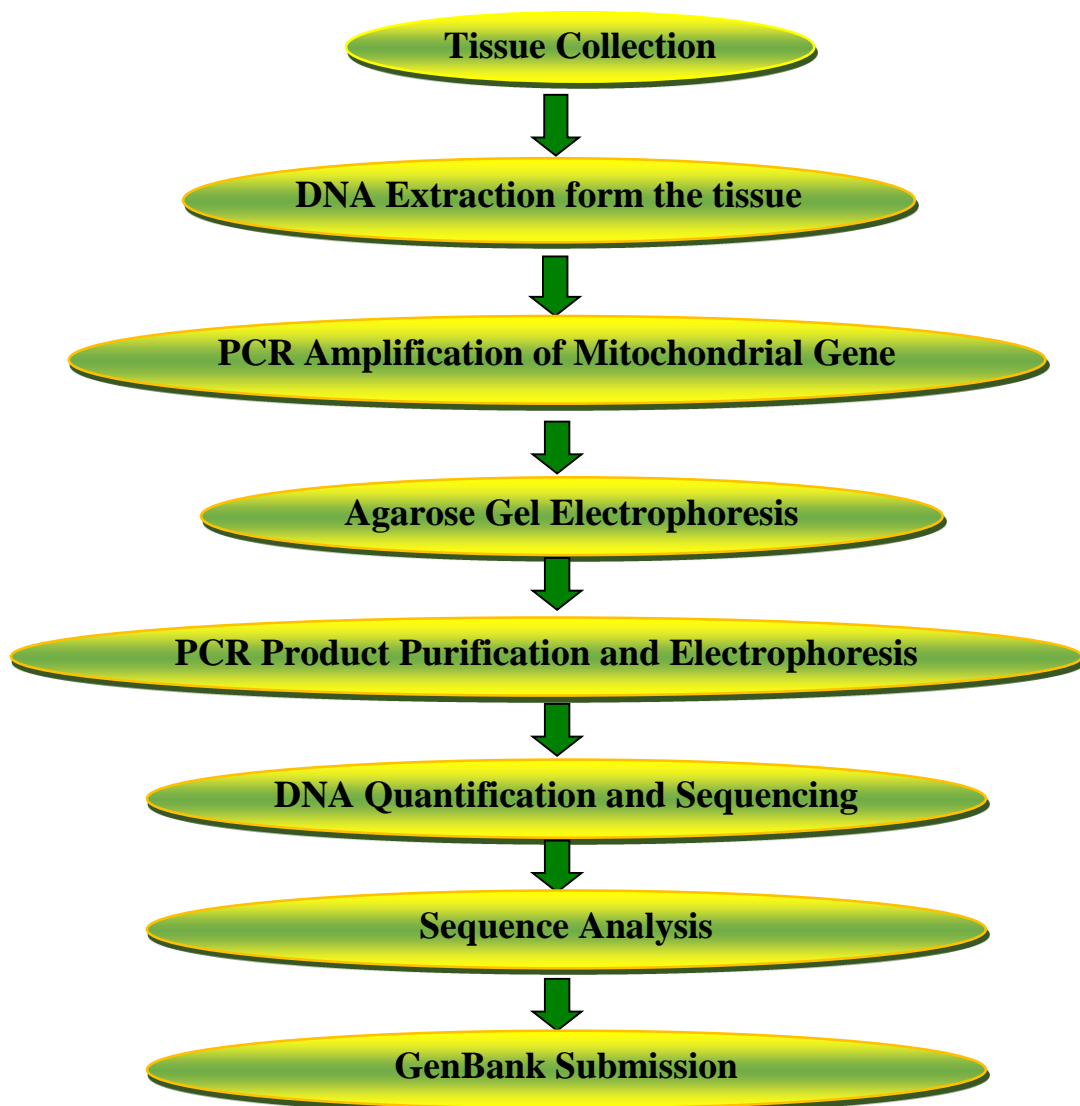 Tissue Collection
DNA Extraction form the tissue
PCR Amplification of Mitochondrial Gene
Agarose Gel Electrophoresis
PCR Product Purification and Electrophoresis
DNA Quantification and Sequencing
Sequence Analysis
GenBank Submission